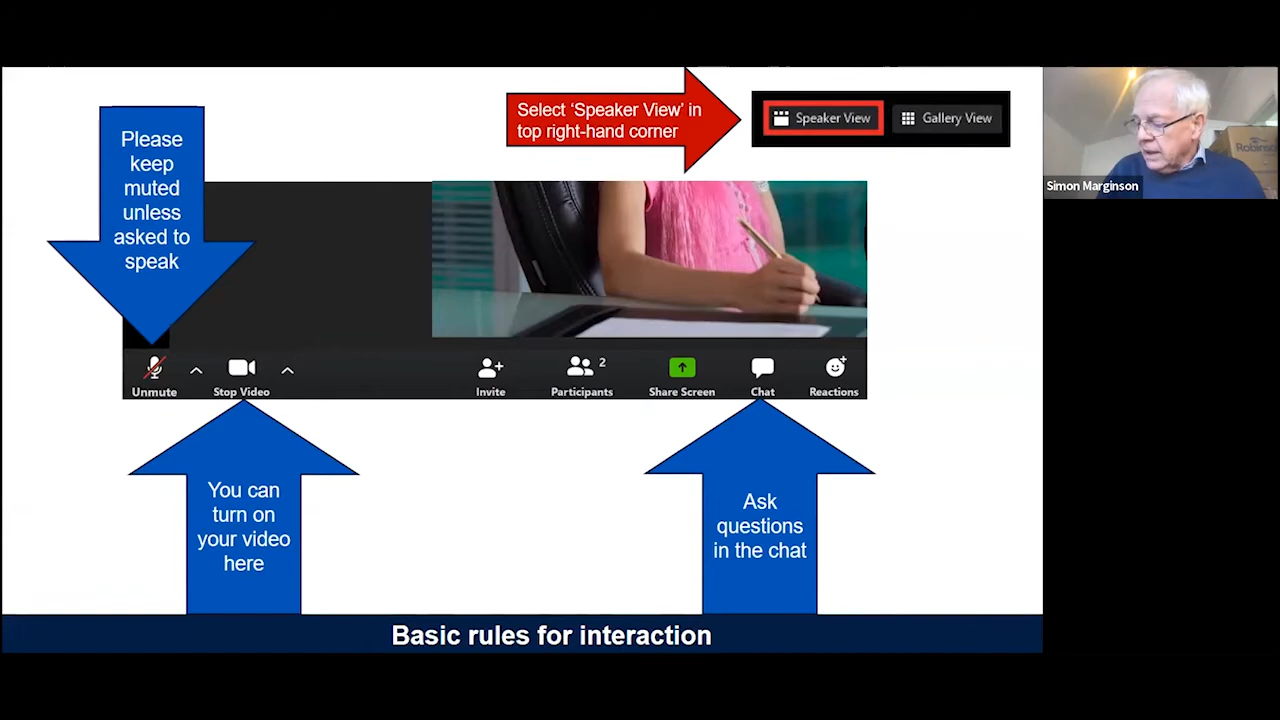 Select ‘Speaker View’ in
top right-hand corner
Speaker View
Gallery View
Please
keep
muted
unless
asked to
speak
Simon Marginson
Unmute
Stop Video
Invite
Participants
2
Share Screen
Chat
Reactions
You can
turn on
your video
here
Ask
questions
in the chat
Basic rules for interaction